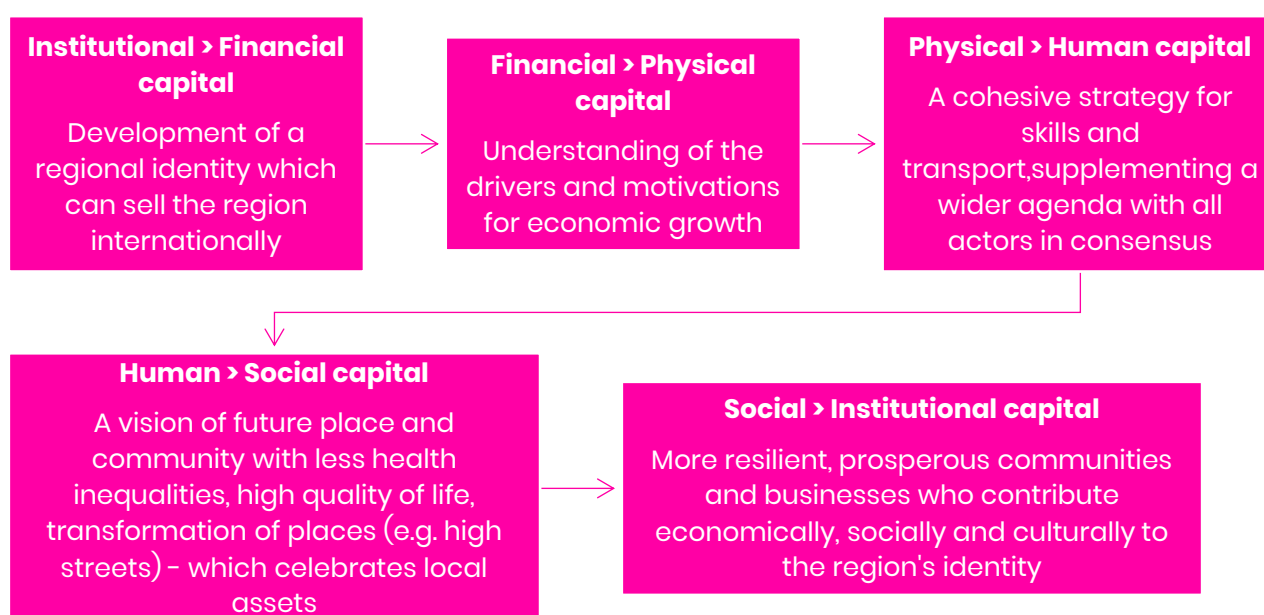 Institutional > Financial
capital
Development of a
regional identity which
can sell the region
internationally
Financial > Physical
capital
Understanding of the
drivers and motivations
for economic growth
Physical > Human capital
A cohesive strategy for
skills and
transport,supplementing a
wider agenda with all
actors in consensus
Human > Social capital
A vision of future place and
community with less health
inequalities, high quality of life,
transformation of places (e.g. high
streets) - which celebrates local
assets
Social > Institutional capital
More resilient, prosperous communities
and businesses who contribute
economically, socially and culturally to
the region's identity